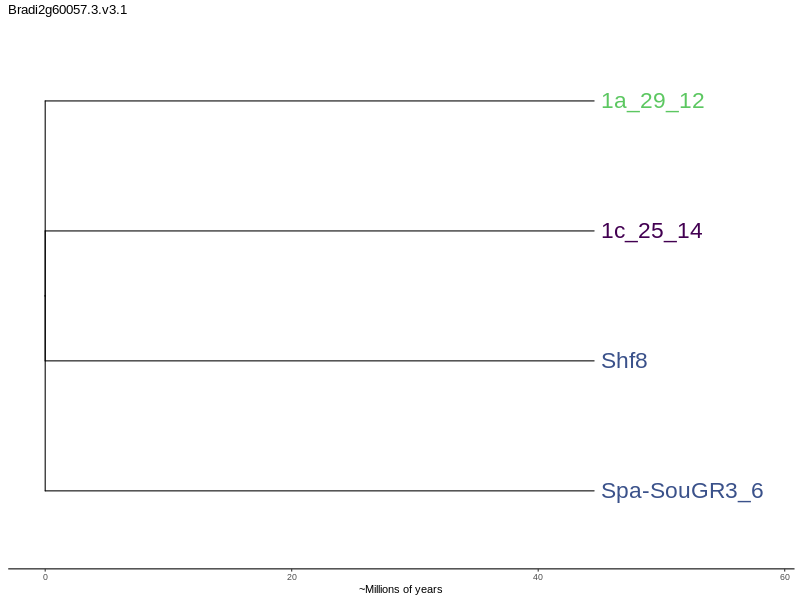 Bradi2g60057.3.v3.1
1a_29_12
1c_25_14
Shf8
Spa-SouGR3_6
0 20 40 60
~Millions of years